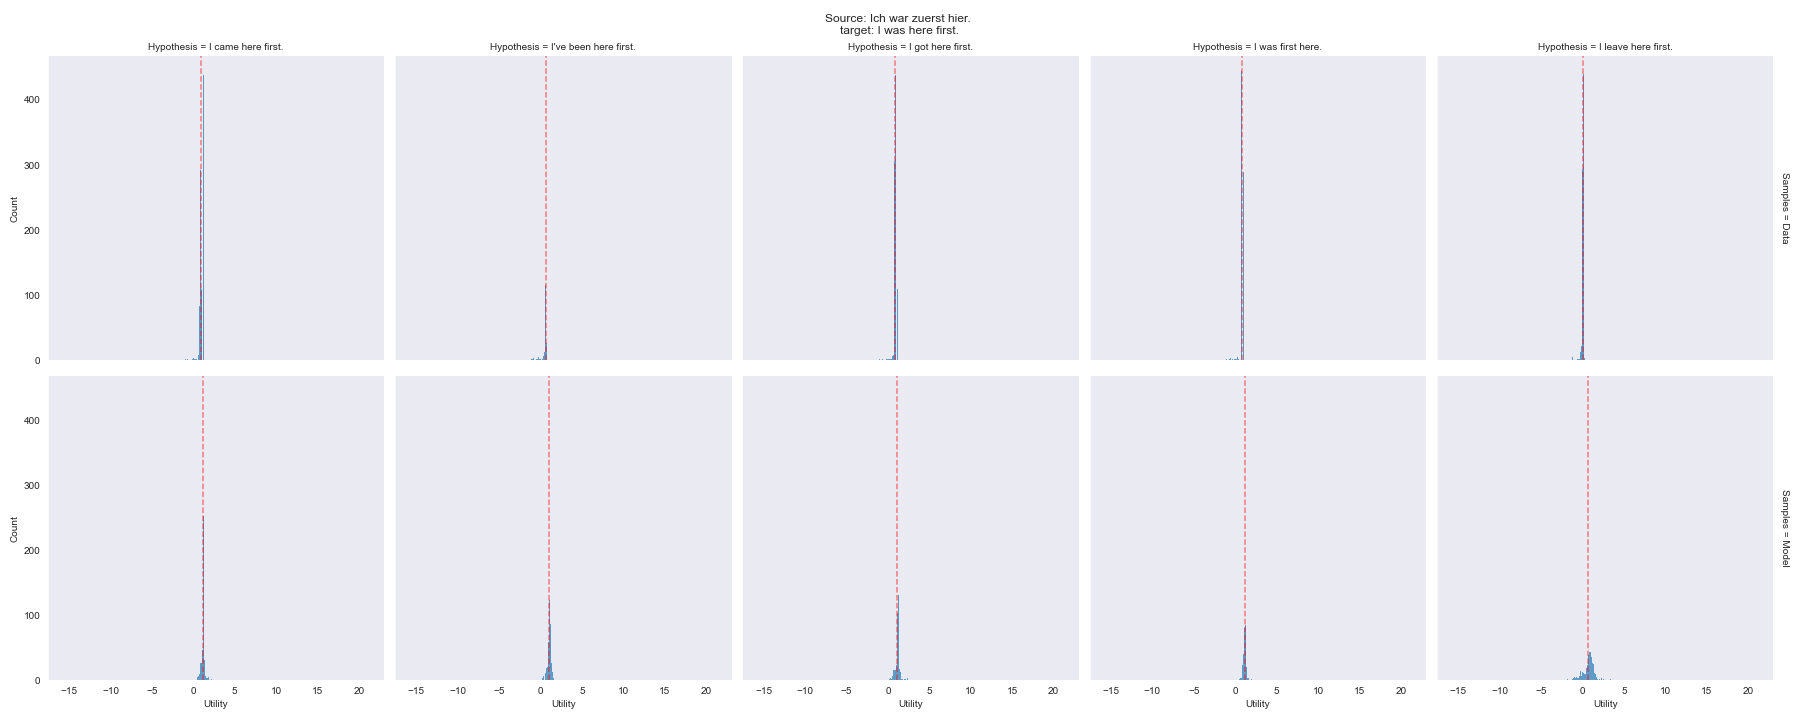 Source: Ich war zuerst hier.
target: I was here first.
Hypothesis = I came here first.
Hypothesis = I've been here first.
Hypothesis = I got here first.
Hypothesis = I was first here.
Hypothesis = I leave here first.
400
300
200
100
0
Count
Samples = Data
400
300
200
100
0
Count
Samples = Model
−15 −10 −5 0 5 10 15 20
−15 −10 −5 0 5 10 15 20
−15 −10 −5 0 5 10 15 20
−15 −10 −5 0 5 10 15 20
−15 −10 −5 0 5 10 15 20
Utility
Utility
Utility
Utility
Utility